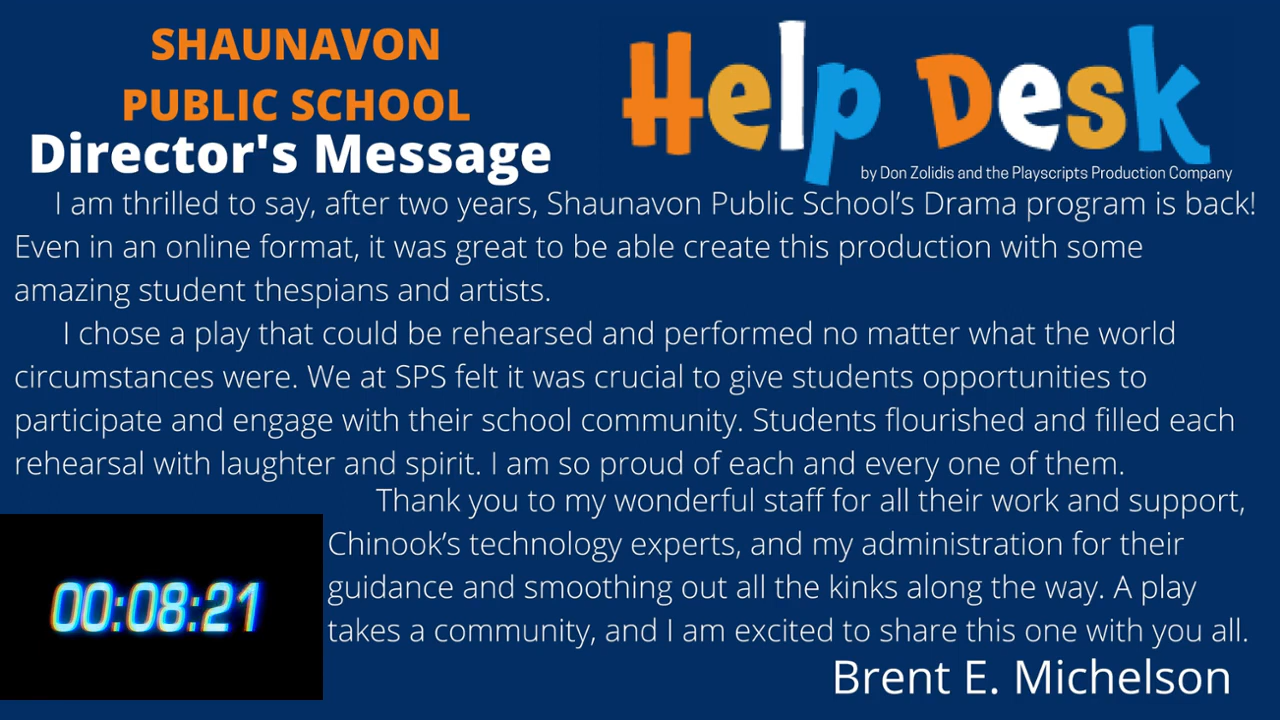 SHAUNAVON
PUBLIC SCHOOL
Director's Message
Help Desk
by Don Zolidis and the Playscripts Production Company
I am thrilled to say, after two years, Shaunavon Public School's Drama program is back!
Even in an online format, it was great to be able create this production with some
amazing student thespians and artists.
I chose a play that could be rehearsed and performed no matter what the world
circumstances were. We at SPS felt it was crucial to give students opportunities to
participate and engage with their school community. Students flourished and filled each
rehearsal with laughter and spirit. I am so proud of each and every one of them.
Thank you to my wonderful staff for all their work and support,
Chinook's technology experts, and my administration for their
guidance and smoothing out all the kinks along the way. A play
takes a community, and I am excited to share this one with you all.
00:08:21
Brent E. Michelson